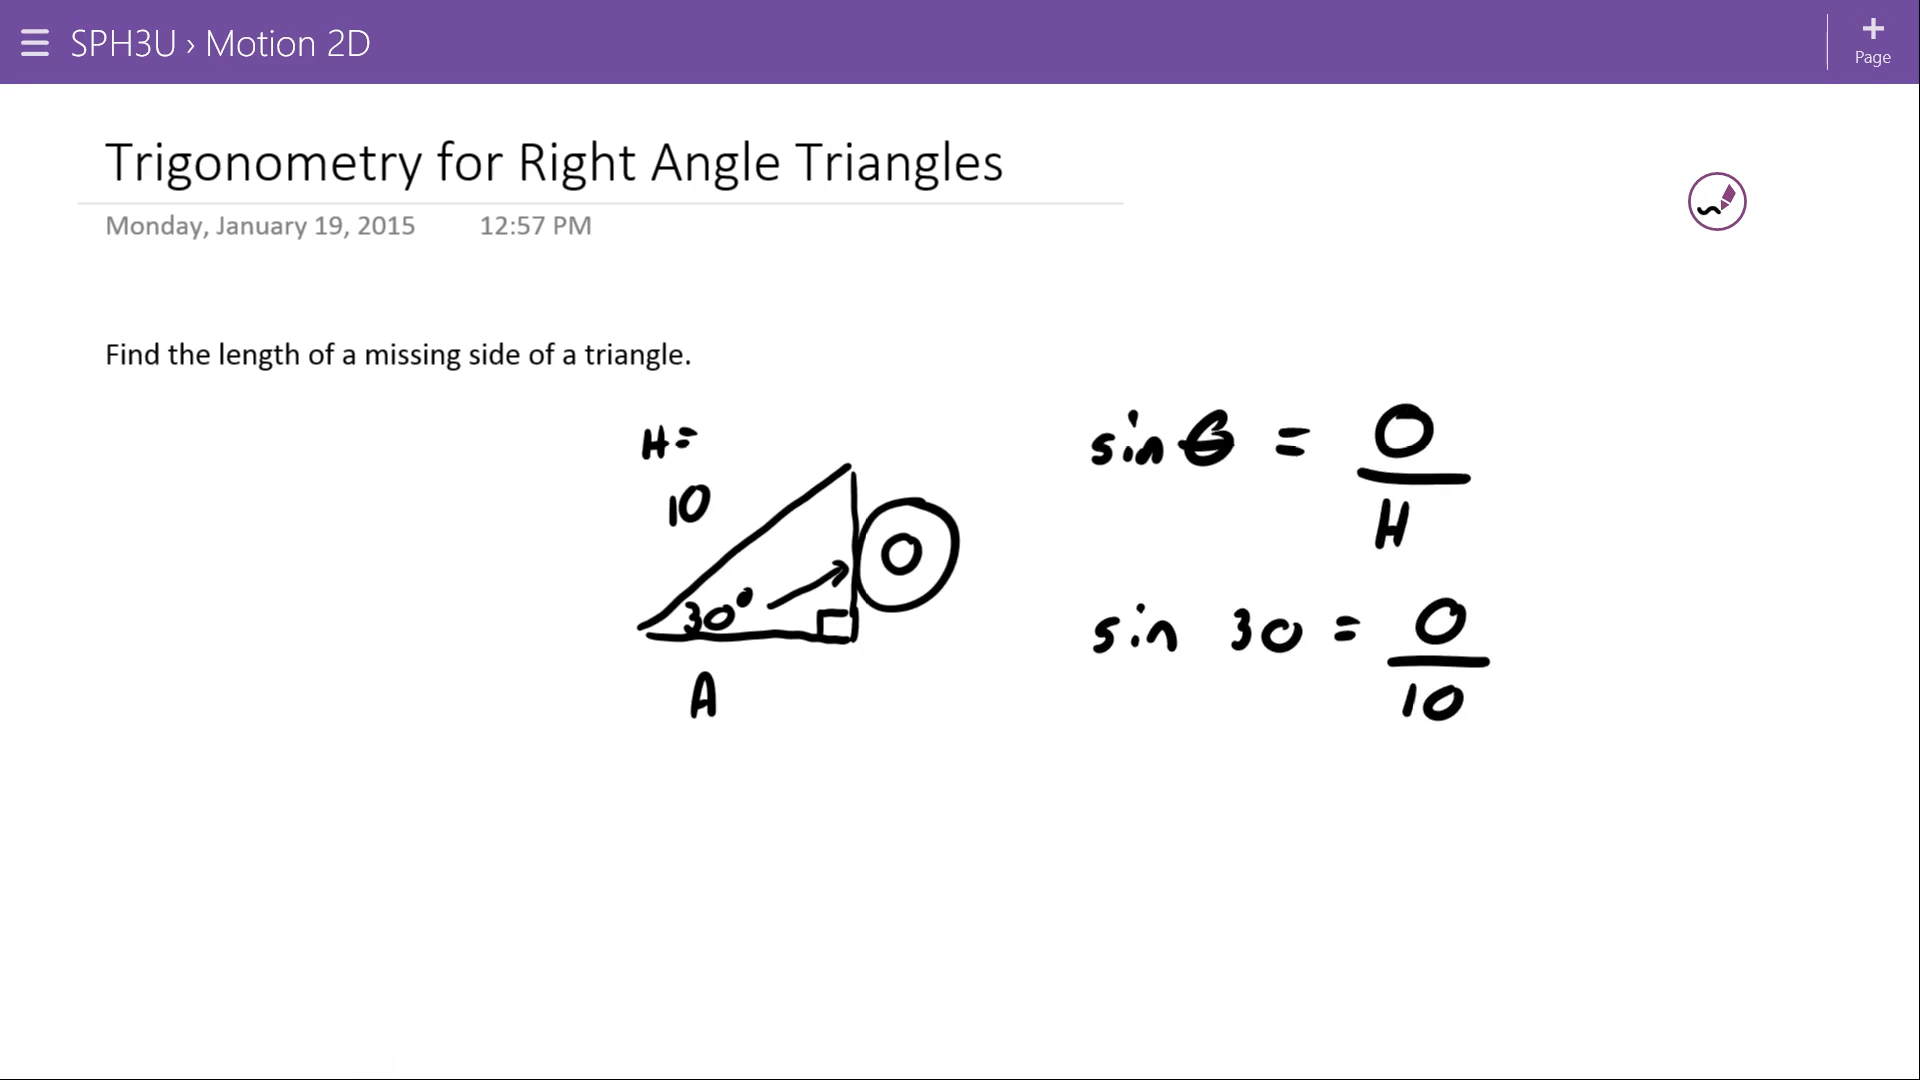 SPH3U › Motion 2D
+
Page
Trigonometry for Right Angle Triangles
Monday, January 19, 2015 12:57 PM
Find the length of a missing side of a triangle.
H=
10
30°
O
A
sin θ = O
H
sin 30 = O
10